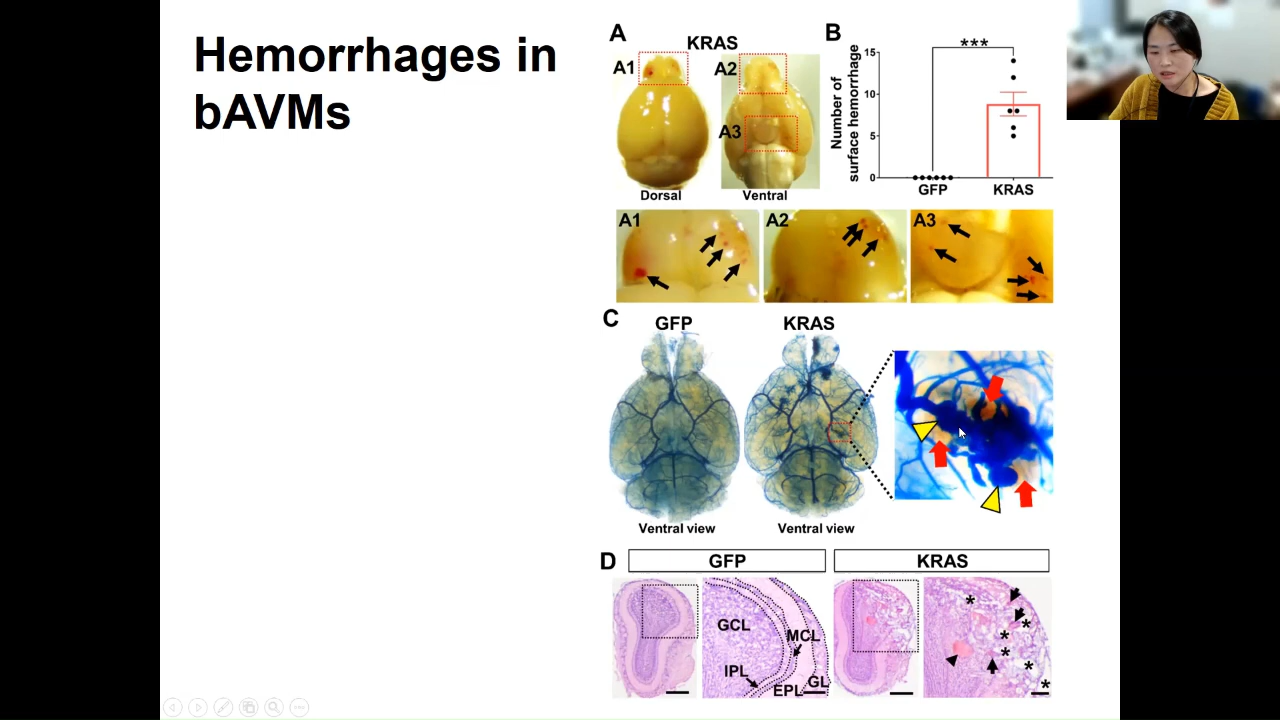 Hemorrhages in
bAVMs
A
KRAS
A1
A2
A3
Dorsal
Ventral
B
***
Number of
surface hemorrhage
15
10
5
0
GFP
KRAS
A1
A2
A3
C
GFP
KRAS
Ventral view
Ventral view
D
GFP
KRAS
GCL
MCL
IPL
EPL
GL
*
*
*
*
*
*